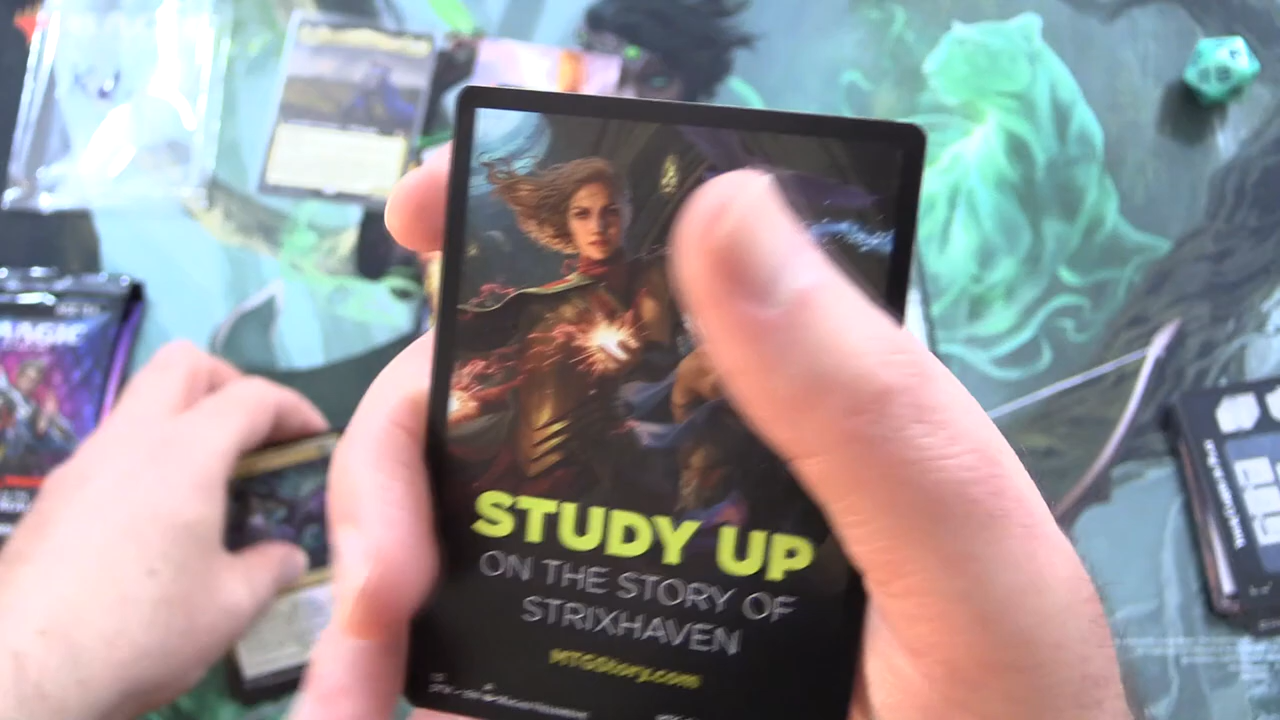 MAGIC
STUDY UP
ON THE STORY OF
STRIXHAVEN
MTGStory.com